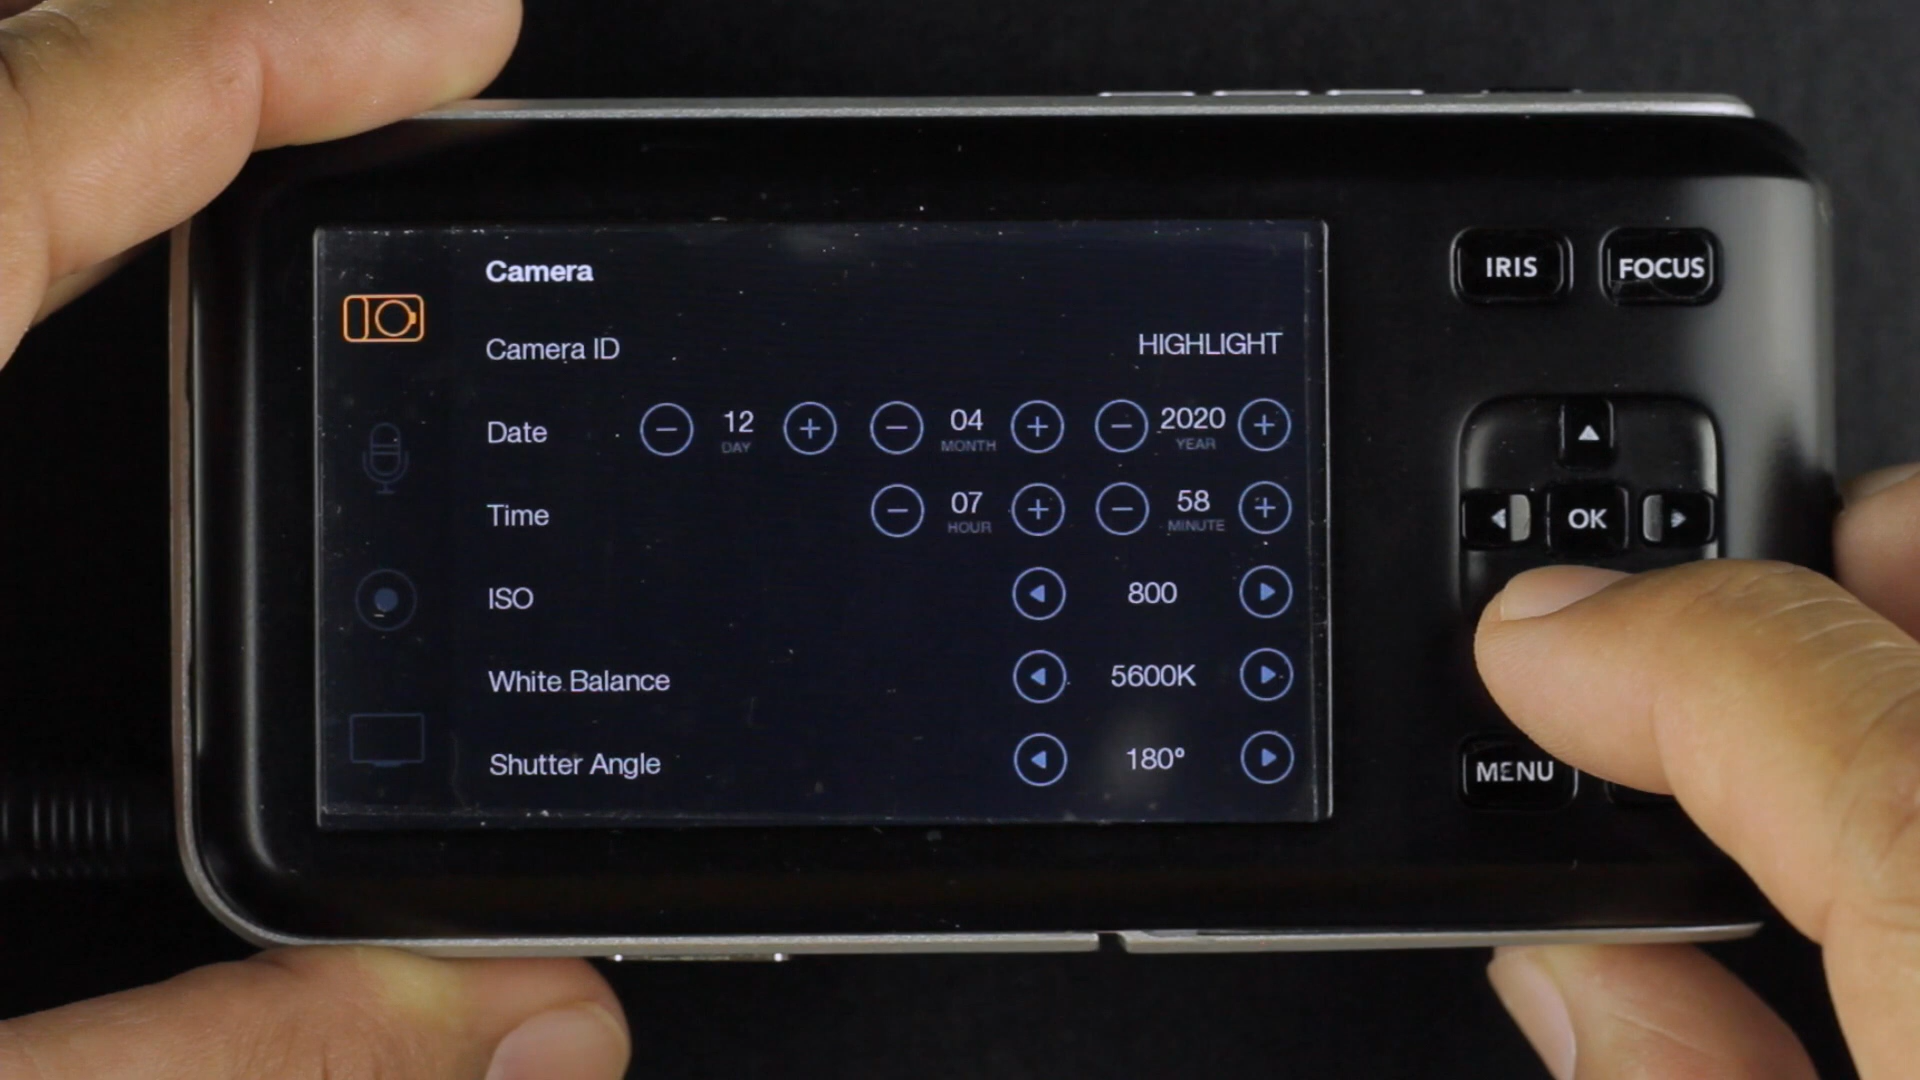 Camera
Camera ID HIGHLIGHT
Date 12 DAY 04 MONTH 2020 YEAR
Time 07 HOUR 58 MINUTE
ISO 800
White Balance 5600K
Shutter Angle 180°
IRIS FOCUS
OK
MENU